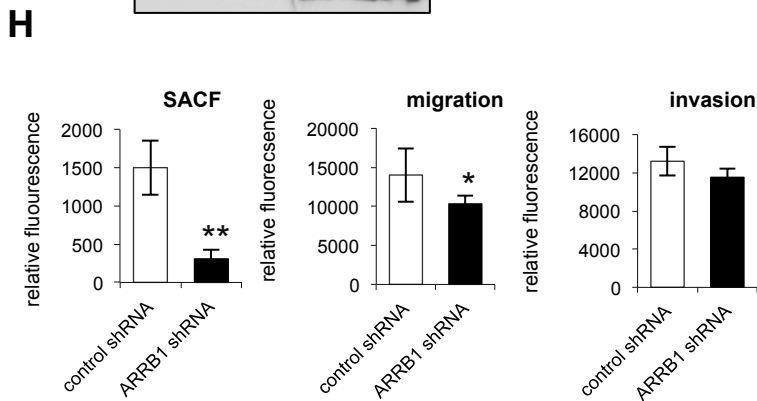 H
SACF
relative fluourescence
2000
1500
1000
500
0
**
control shRNA
ARRB1 shRNA
migration
relative fluorecsence
20000
15000
10000
5000
0
*
control shRNA
ARRB1 shRNA
invasion
relative fluorescence
16000
12000
8000
4000
0
control shRNA
ARRB1 shRNA